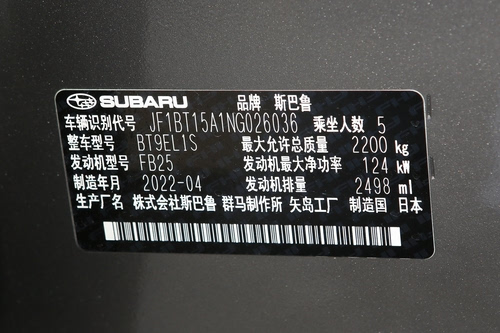 SUBARU 品牌 斯巴鲁
车辆识别代号 JF1BT15A1NG026036 乘坐人数 5
整车型号 BT9EL1S 最大允许总质量 2200 kg
发动机型号 FB25 发动机最大净功率 124 kW
制造年月 2022-04 发动机排量 2498 ml
生产厂名 株式会社斯巴鲁 群马制作所 矢岛工厂 制造国 日本